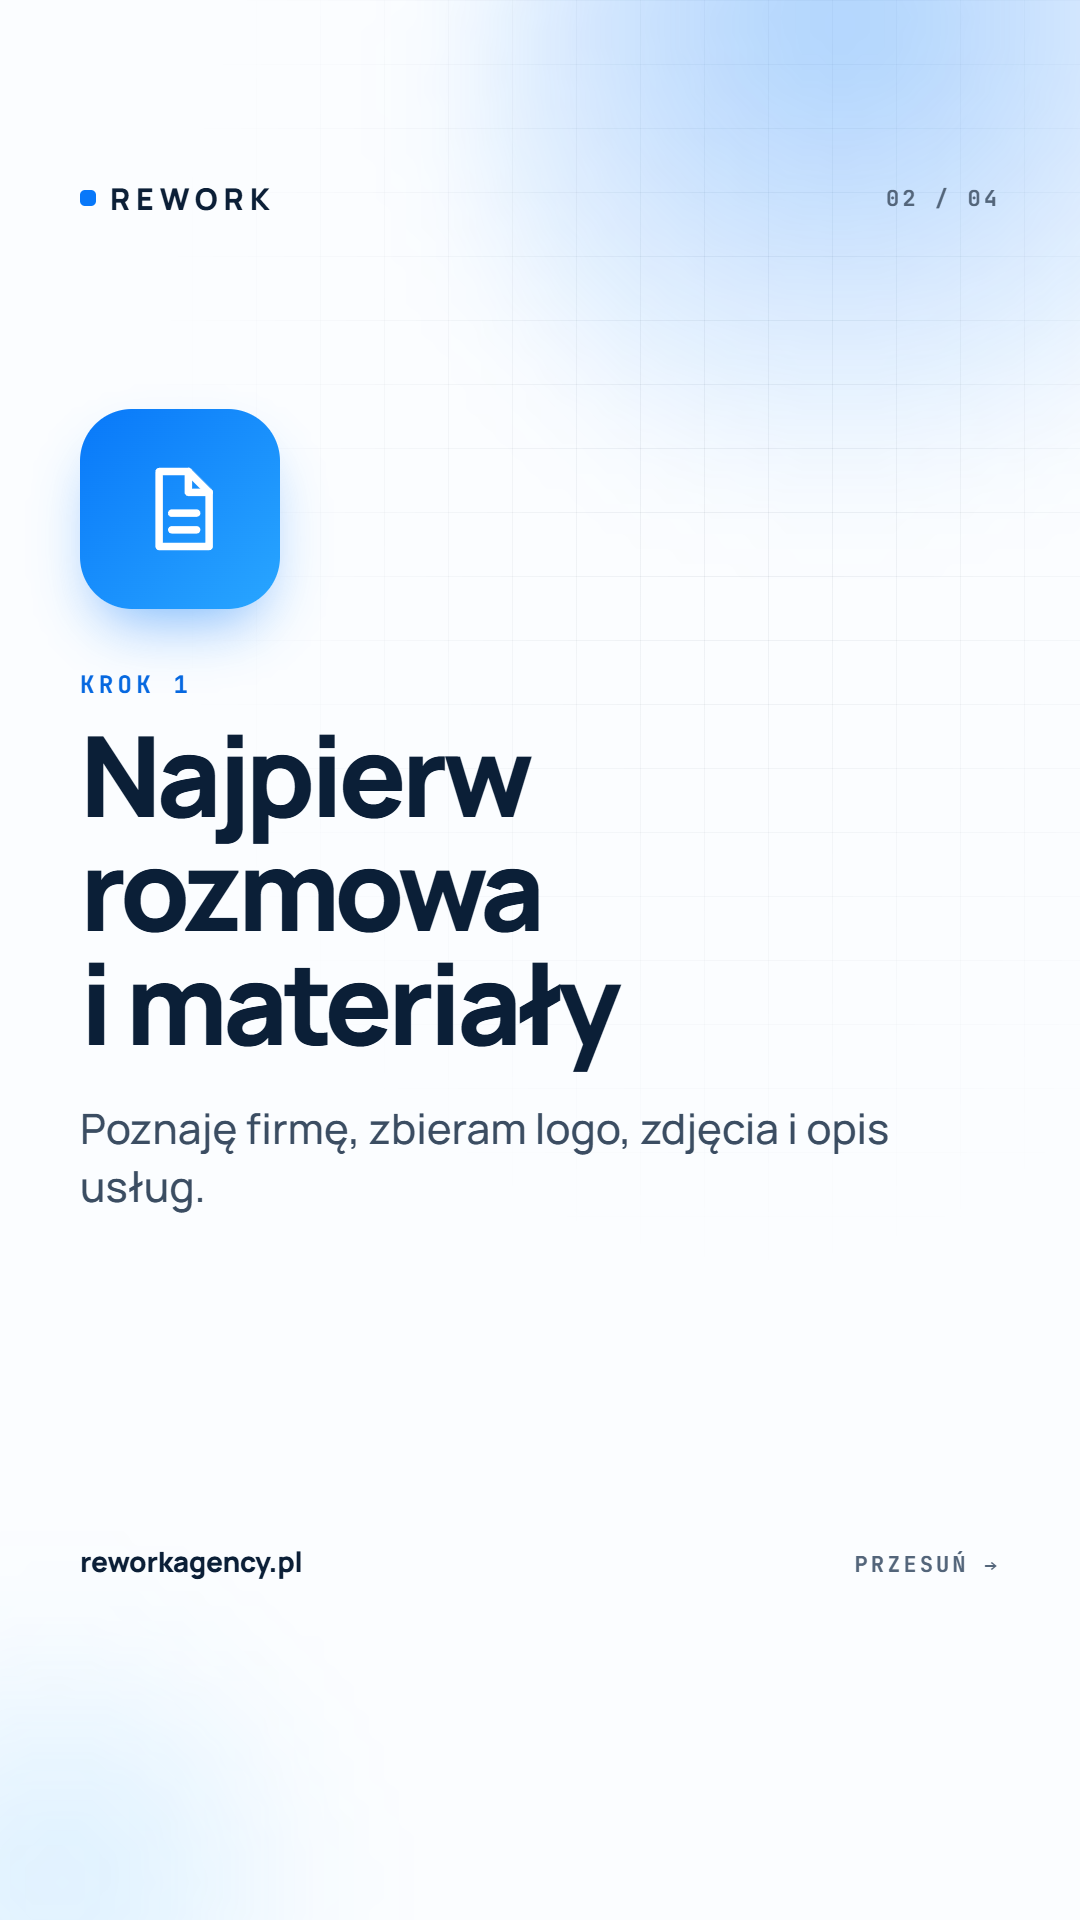 REWORK
02 / 04
KROK 1
Najpierw
rozmowa
i materiały
Poznaję firmę, zbieram logo, zdjęcia i opis
usług.
reworkagency.pl
PRZESUŃ →